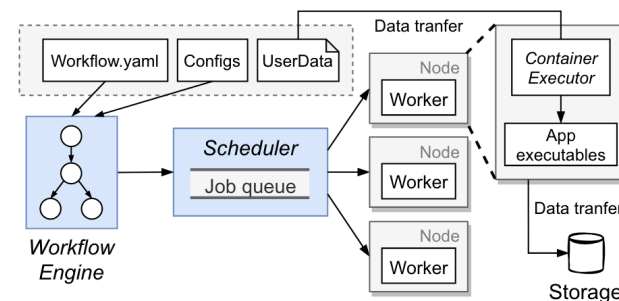 Data tranfer
Workflow.yaml
Configs
UserData
Node
Worker
Container
Executor
App
executables
Scheduler
Job queue
Node
Worker
Node
Worker
Workflow
Engine
Data tranfer
Storage